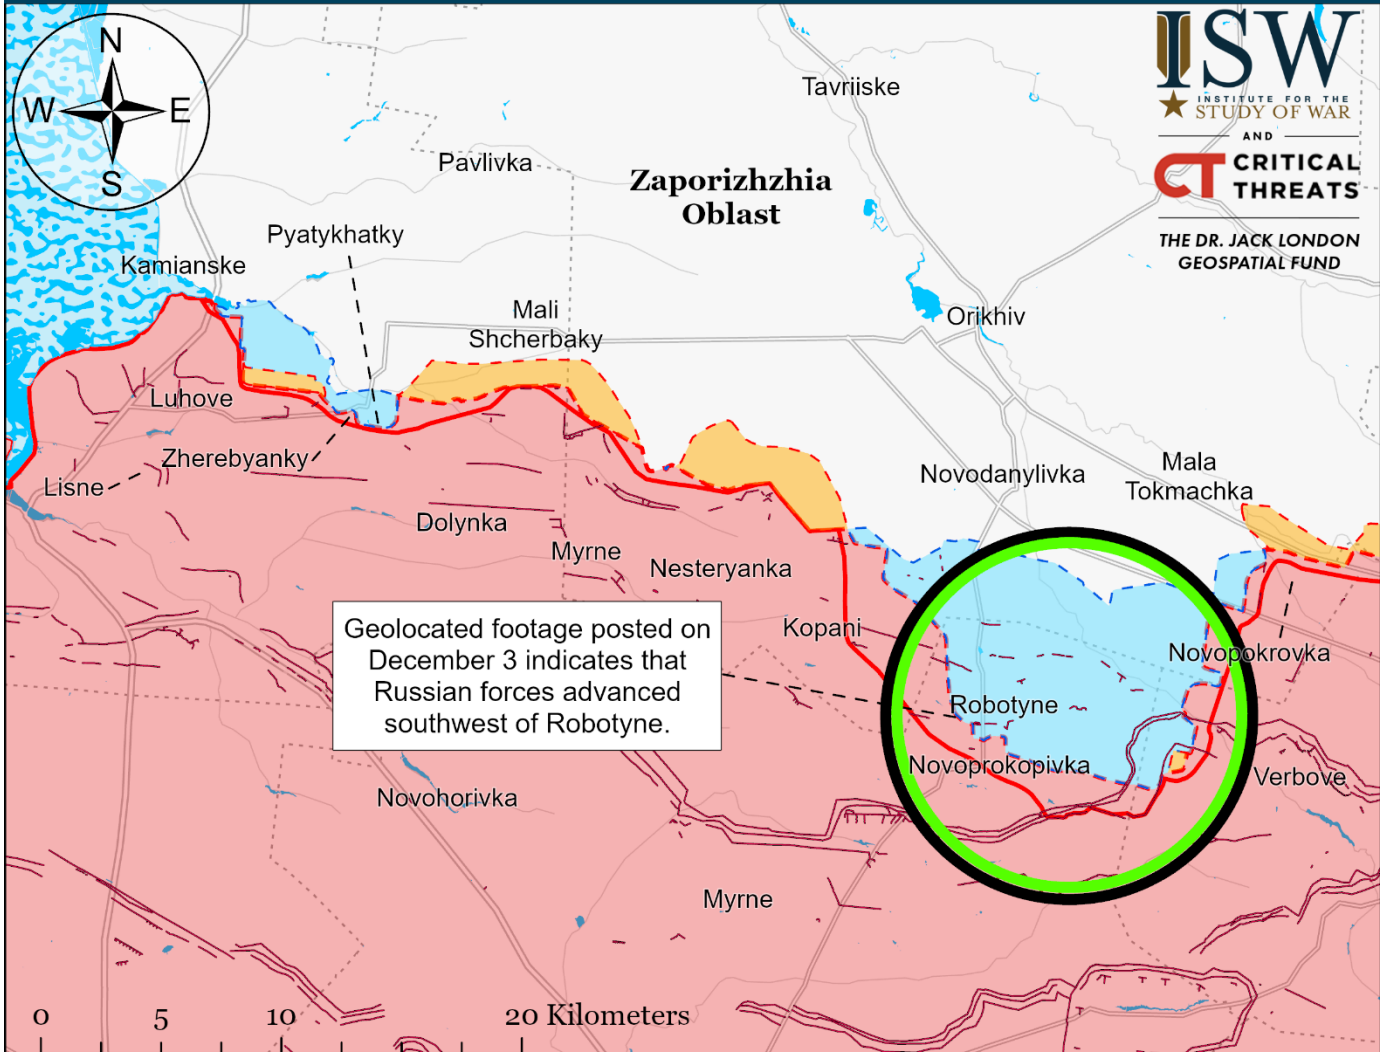 N
W
E
S
ISW
INSTITUTE FOR THE
STUDY OF WAR
AND
CT CRITICAL
THREATS
THE DR. JACK LONDON
GEOSPATIAL FUND
Tavriiske
Pavlivka
Zaporizhzhia
Oblast
Pyatykhatky
Kamianske
Mali
Shcherbaky
Orikhiv
Luhove
Zherebyanky
Lisne
Novodanylivka
Mala
Tokmachka
Dolynka
Myrne
Nesteryanka
Kopani
Geolocated footage posted on
December 3 indicates that
Russian forces advanced
southwest of Robotyne.
Novopokrovka
Robotyne
Novoprokopivka
Verbove
Novohorivka
Myrne
0 5 10 20 Kilometers